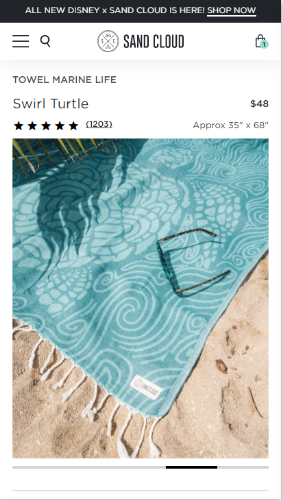 ALL NEW DISNEY x SAND CLOUD IS HERE! SHOP NOW
SAND CLOUD
1
TOWEL MARINE LIFE
Swirl Turtle
$48
(1203)
Approx 35" x 68"